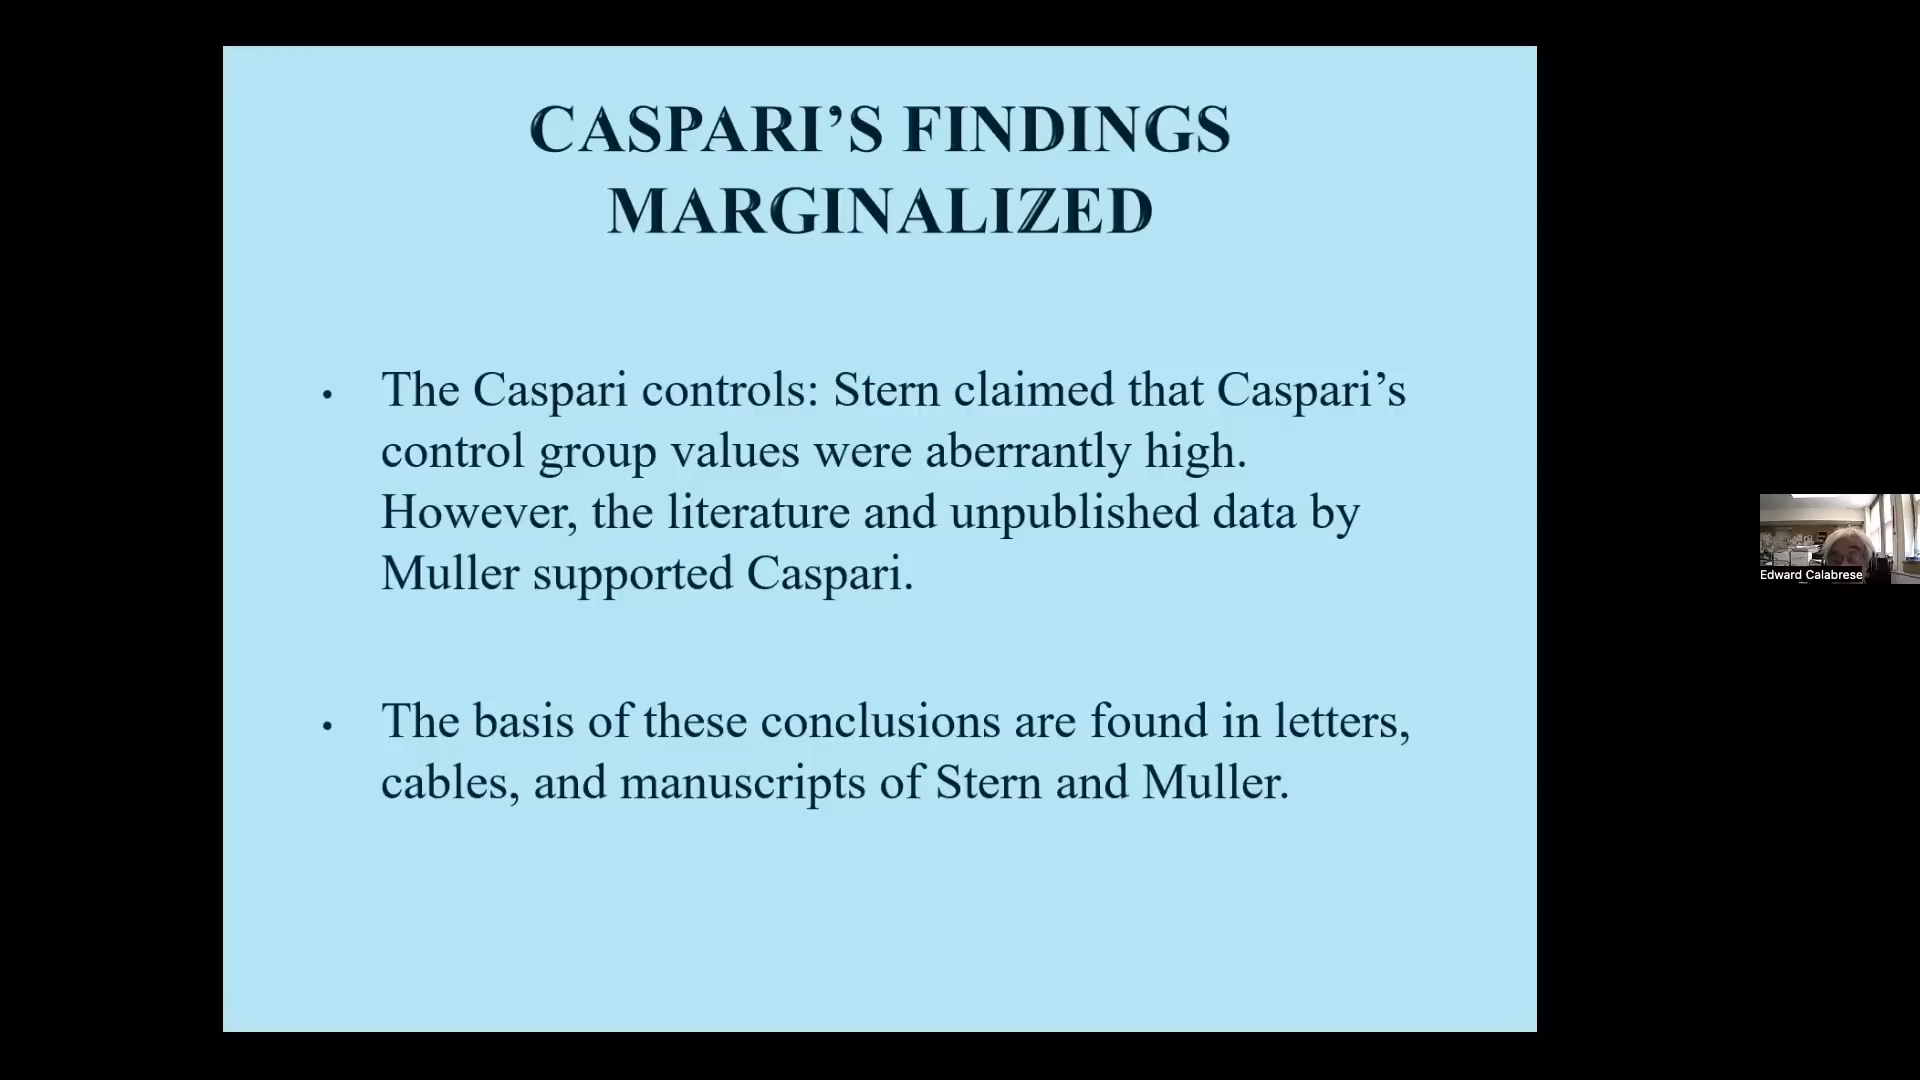 CASPARI’S FINDINGS
MARGINALIZED
• The Caspari controls: Stern claimed that Caspari’s
control group values were aberrantly high.
However, the literature and unpublished data by
Muller supported Caspari.
• The basis of these conclusions are found in letters,
cables, and manuscripts of Stern and Muller.
Edward Calabrese